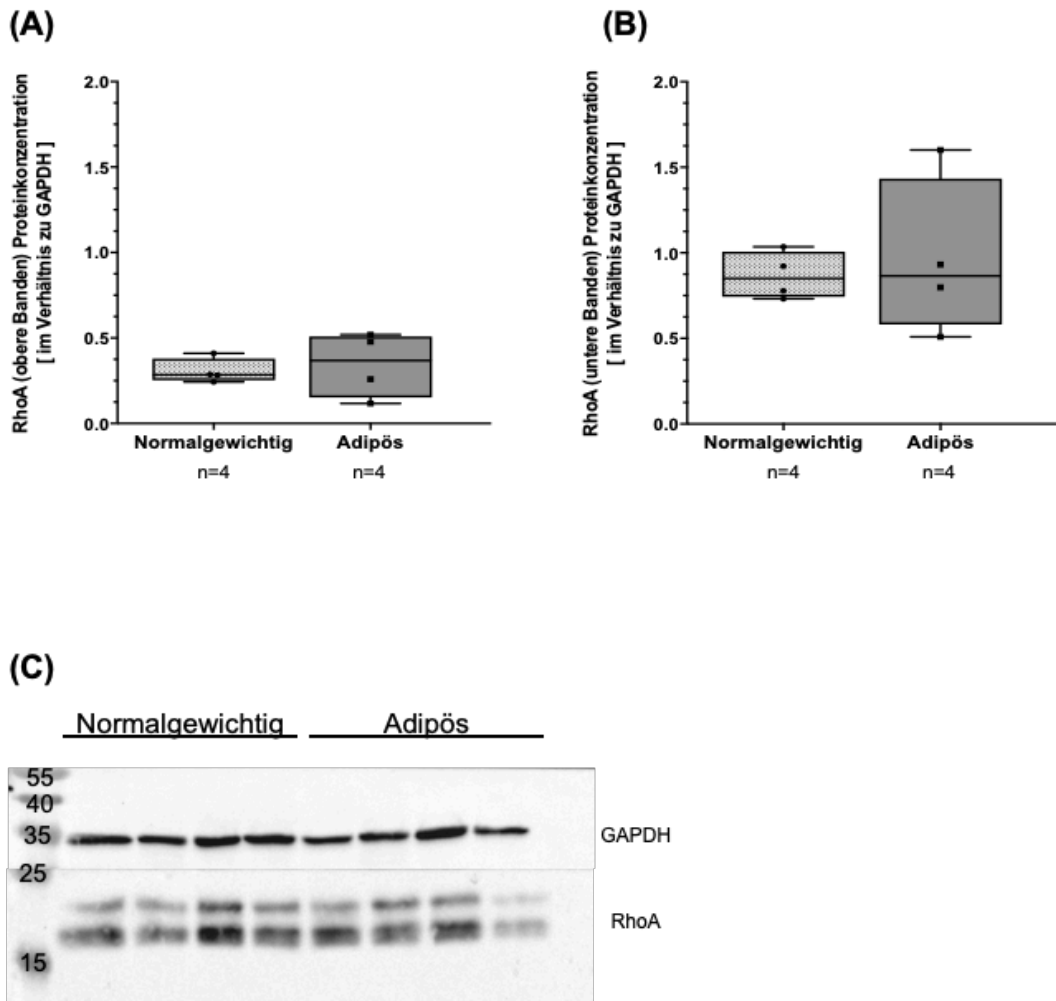 (A)
RhoA (obere Banden) Proteinkonzentration
[ im Verhältnis zu GAPDH ]
2.0
1.5
1.0
0.5
0.0
Normalgewichtig
Adipös
n=4
n=4
(B)
RhoA (untere Banden) Proteinkonzentration
[ im Verhältnis zu GAPDH ]
2.0
1.5
1.0
0.5
0.0
Normalgewichtig
Adipös
n=4
n=4
(C)
Normalgewichtig
Adipös
55
40
35
25
15
GAPDH
RhoA